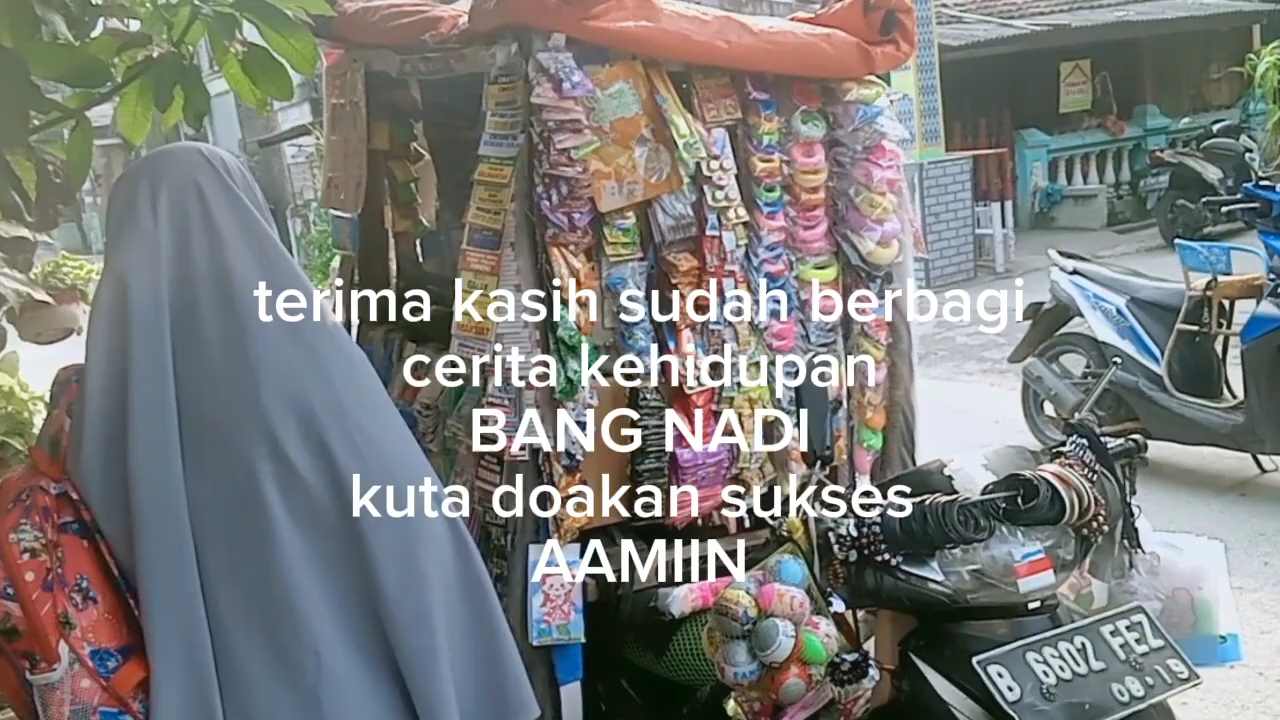 terima kasih sudah berbagi
cerita kehidupan
BANG NADI
kuta doakan sukses
AAMIIN
B 6602 FEZ
08·19